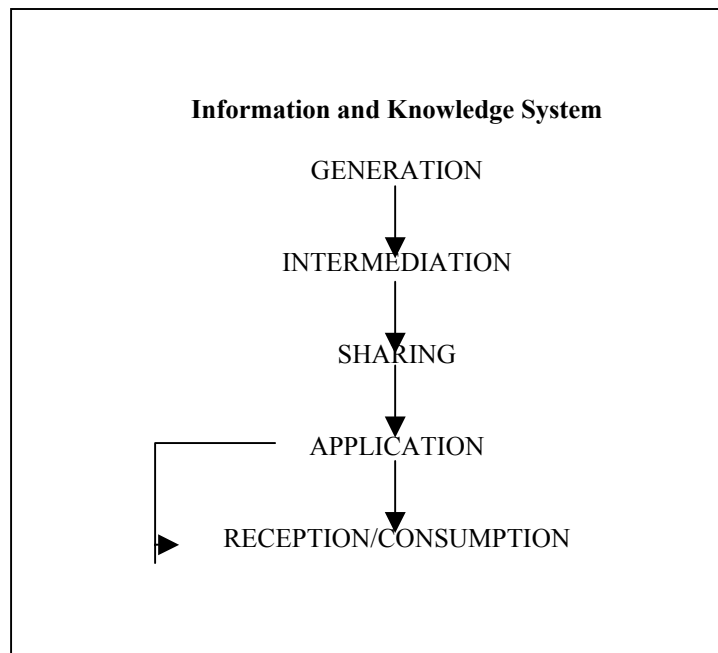 Information and Knowledge System
GENERATION
INTERMEDIATION
SHARING
APPLICATION
RECEPTION/CONSUMPTION